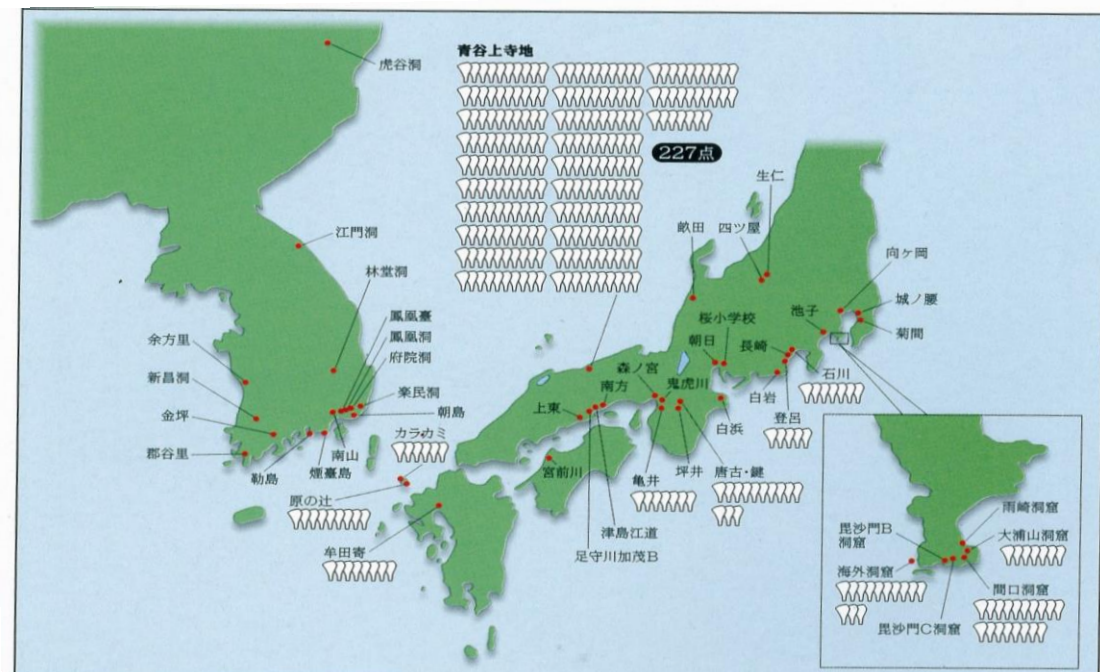 虎谷洞
江門洞
林堂洞
鳳凰臺
鳳凰洞
府院洞
余方里
新昌洞
金坪
郡谷里
楽民洞
朝島
南山
煙臺島
勒島
カラカミ
原の辻
牟田寄
青谷上寺地
227点
生仁
畝田
四ツ屋
向ヶ岡
城ノ腰
菊間
池子
桜小学校
朝日
長崎
石川
白岩
登呂
森ノ宮
鬼虎川
南方
上東
白浜
宮前川
亀井
坪井
唐古・鍵
津島江道
足守川加茂B
雨崎洞窟
大浦山洞窟
毘沙門B
洞窟
海外洞窟
間口洞窟
毘沙門C洞窟